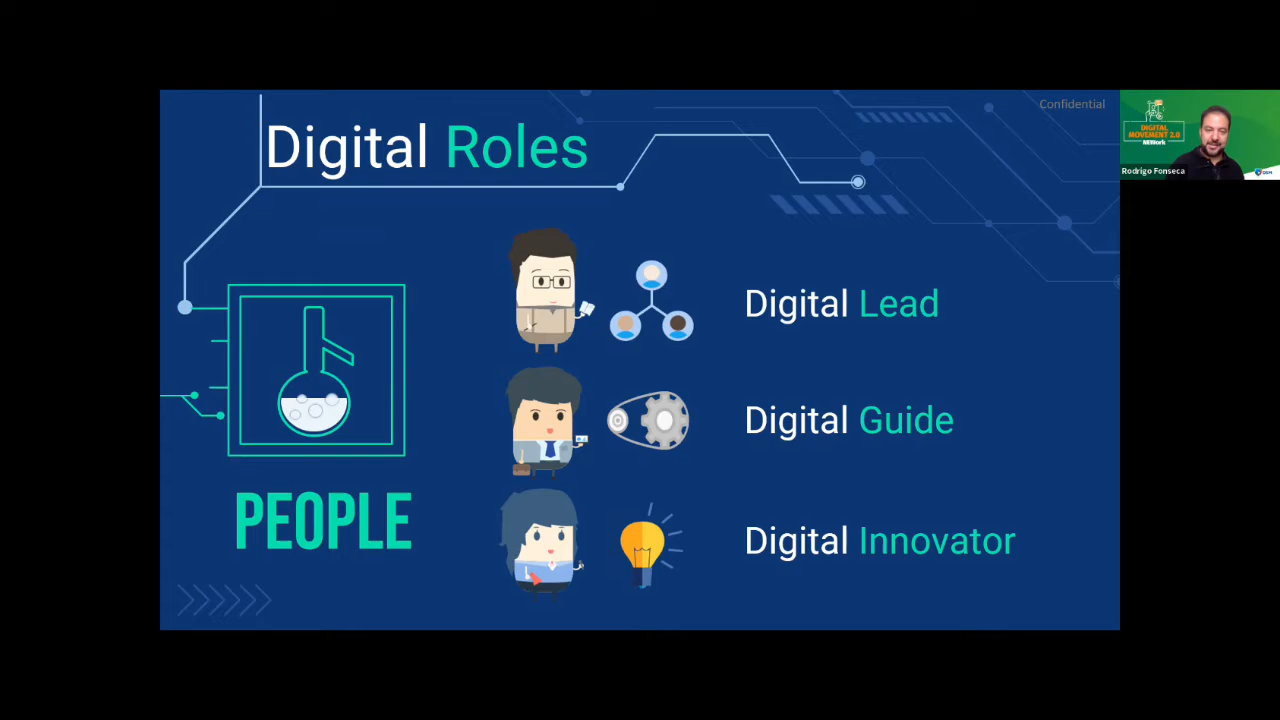 Confidential
Digital Roles
DIGITAL
MOVEMENT 2.0
Rodrigo Fonseca
Digital Lead
Digital Guide
PEOPLE
Digital Innovator